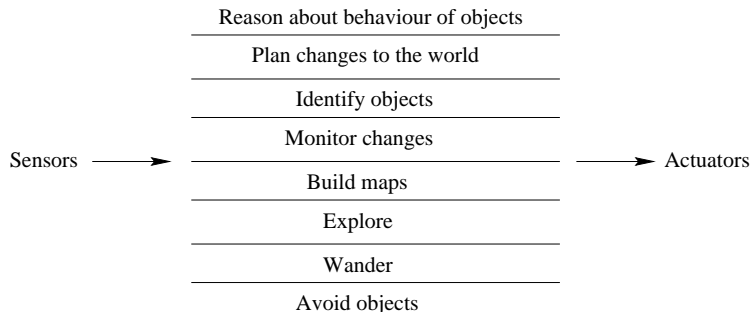 Reason about behaviour of objects
Plan changes to the world
Identify objects
Monitor changes
Sensors
Actuators
Build maps
Explore
Wander
Avoid objects